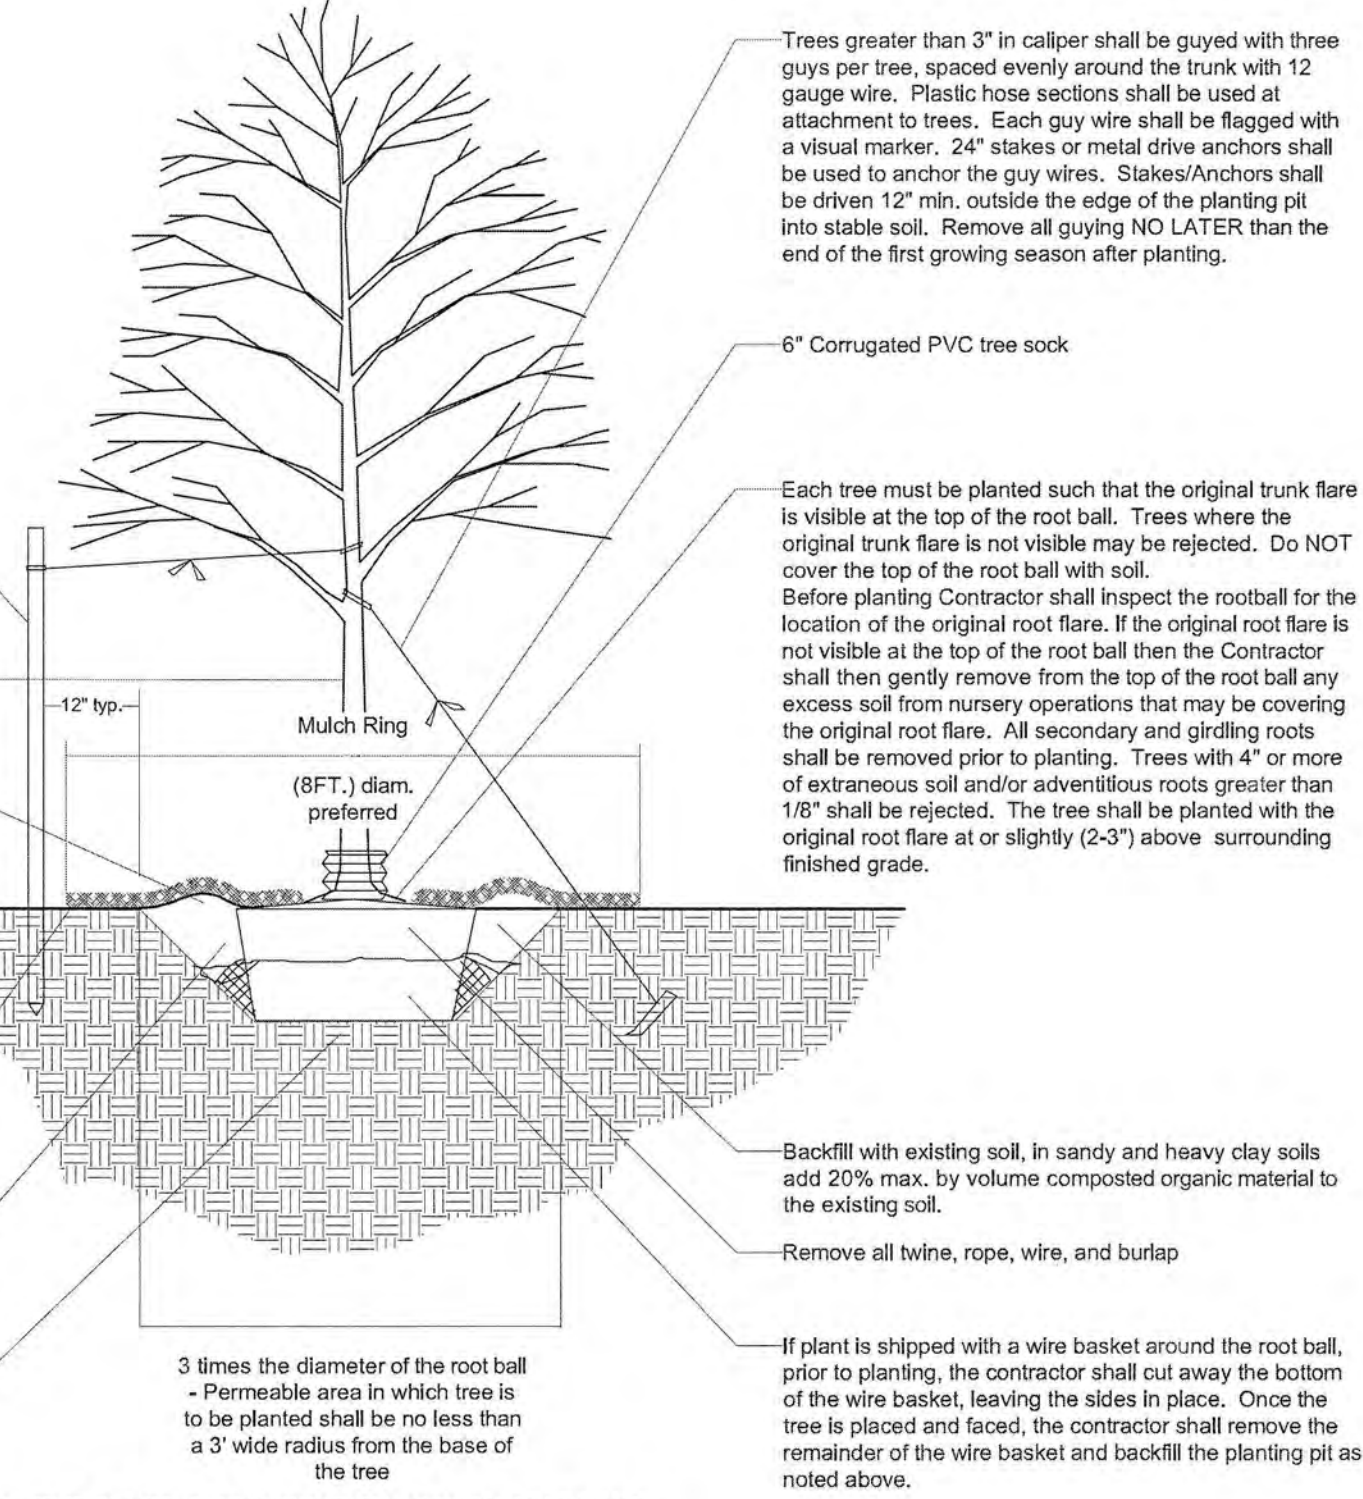 Trees greater than 3" in caliper shall be guyed with three
guys per tree, spaced evenly around the trunk with 12
gauge wire. Plastic hose sections shall be used at
attachment to trees. Each guy wire shall be flagged with
a visual marker. 24" stakes or metal drive anchors shall
be used to anchor the guy wires. Stakes/Anchors shall
be driven 12" min. outside the edge of the planting pit
into stable soil. Remove all guying NO LATER than the
end of the first growing season after planting.
6" Corrugated PVC tree sock
Each tree must be planted such that the original trunk flare
is visible at the top of the root ball. Trees where the
original trunk flare is not visible may be rejected. Do NOT
cover the top of the root ball with soil.
Before planting Contractor shall inspect the rootball for the
location of the original root flare. If the original root flare is
not visible at the top of the root ball then the Contractor
shall then gently remove from the top of the root ball any
excess soil from nursery operations that may be covering
the original root flare. All secondary and girdling roots
shall be removed prior to planting. Trees with 4" or more
of extraneous soil and/or adventitious roots greater than
1/8" shall be rejected. The tree shall be planted with the
original root flare at or slightly (2-3") above surrounding
finished grade.
12" typ.
Mulch Ring
(8FT.) diam.
preferred
Backfill with existing soil, in sandy and heavy clay soils
add 20% max. by volume composted organic material to
the existing soil.
Remove all twine, rope, wire, and burlap
If plant is shipped with a wire basket around the root ball,
prior to planting, the contractor shall cut away the bottom
of the wire basket, leaving the sides in place. Once the
tree is placed and faced, the contractor shall remove the
remainder of the wire basket and backfill the planting pit as
noted above.
3 times the diameter of the root ball
- Permeable area in which tree is
to be planted shall be no less than
a 3' wide radius from the base of
the tree